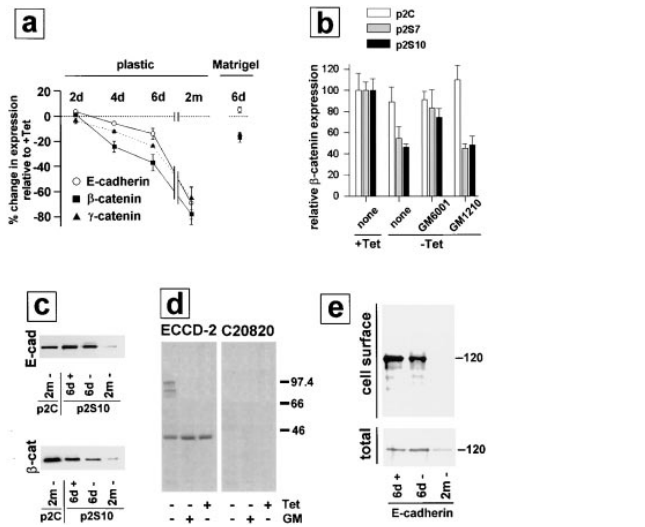 a
plastic
Matrigel
2d 4d 6d 2m 6d
% change in expression
relative to +Tet
20
0
-20
-40
-60
-80
E-cadherin
β-catenin
γ-catenin
b
p2C
p2S7
p2S10
relative β-catenin expression
120
100
80
60
40
20
0
none none GM6001 GM1210
+Tet -Tet
c
E-cad
2m - 6d + 6d - 2m -
p2C p2S10
β-cat
2m - 6d + 6d - 2m -
p2C p2S10
d
ECCD-2 C20820
97.4
66
46
- - + - - + Tet
- + - - + - GM
e
cell surface
-120
total
-120
6d + 6d - 2m -
E-cadherin